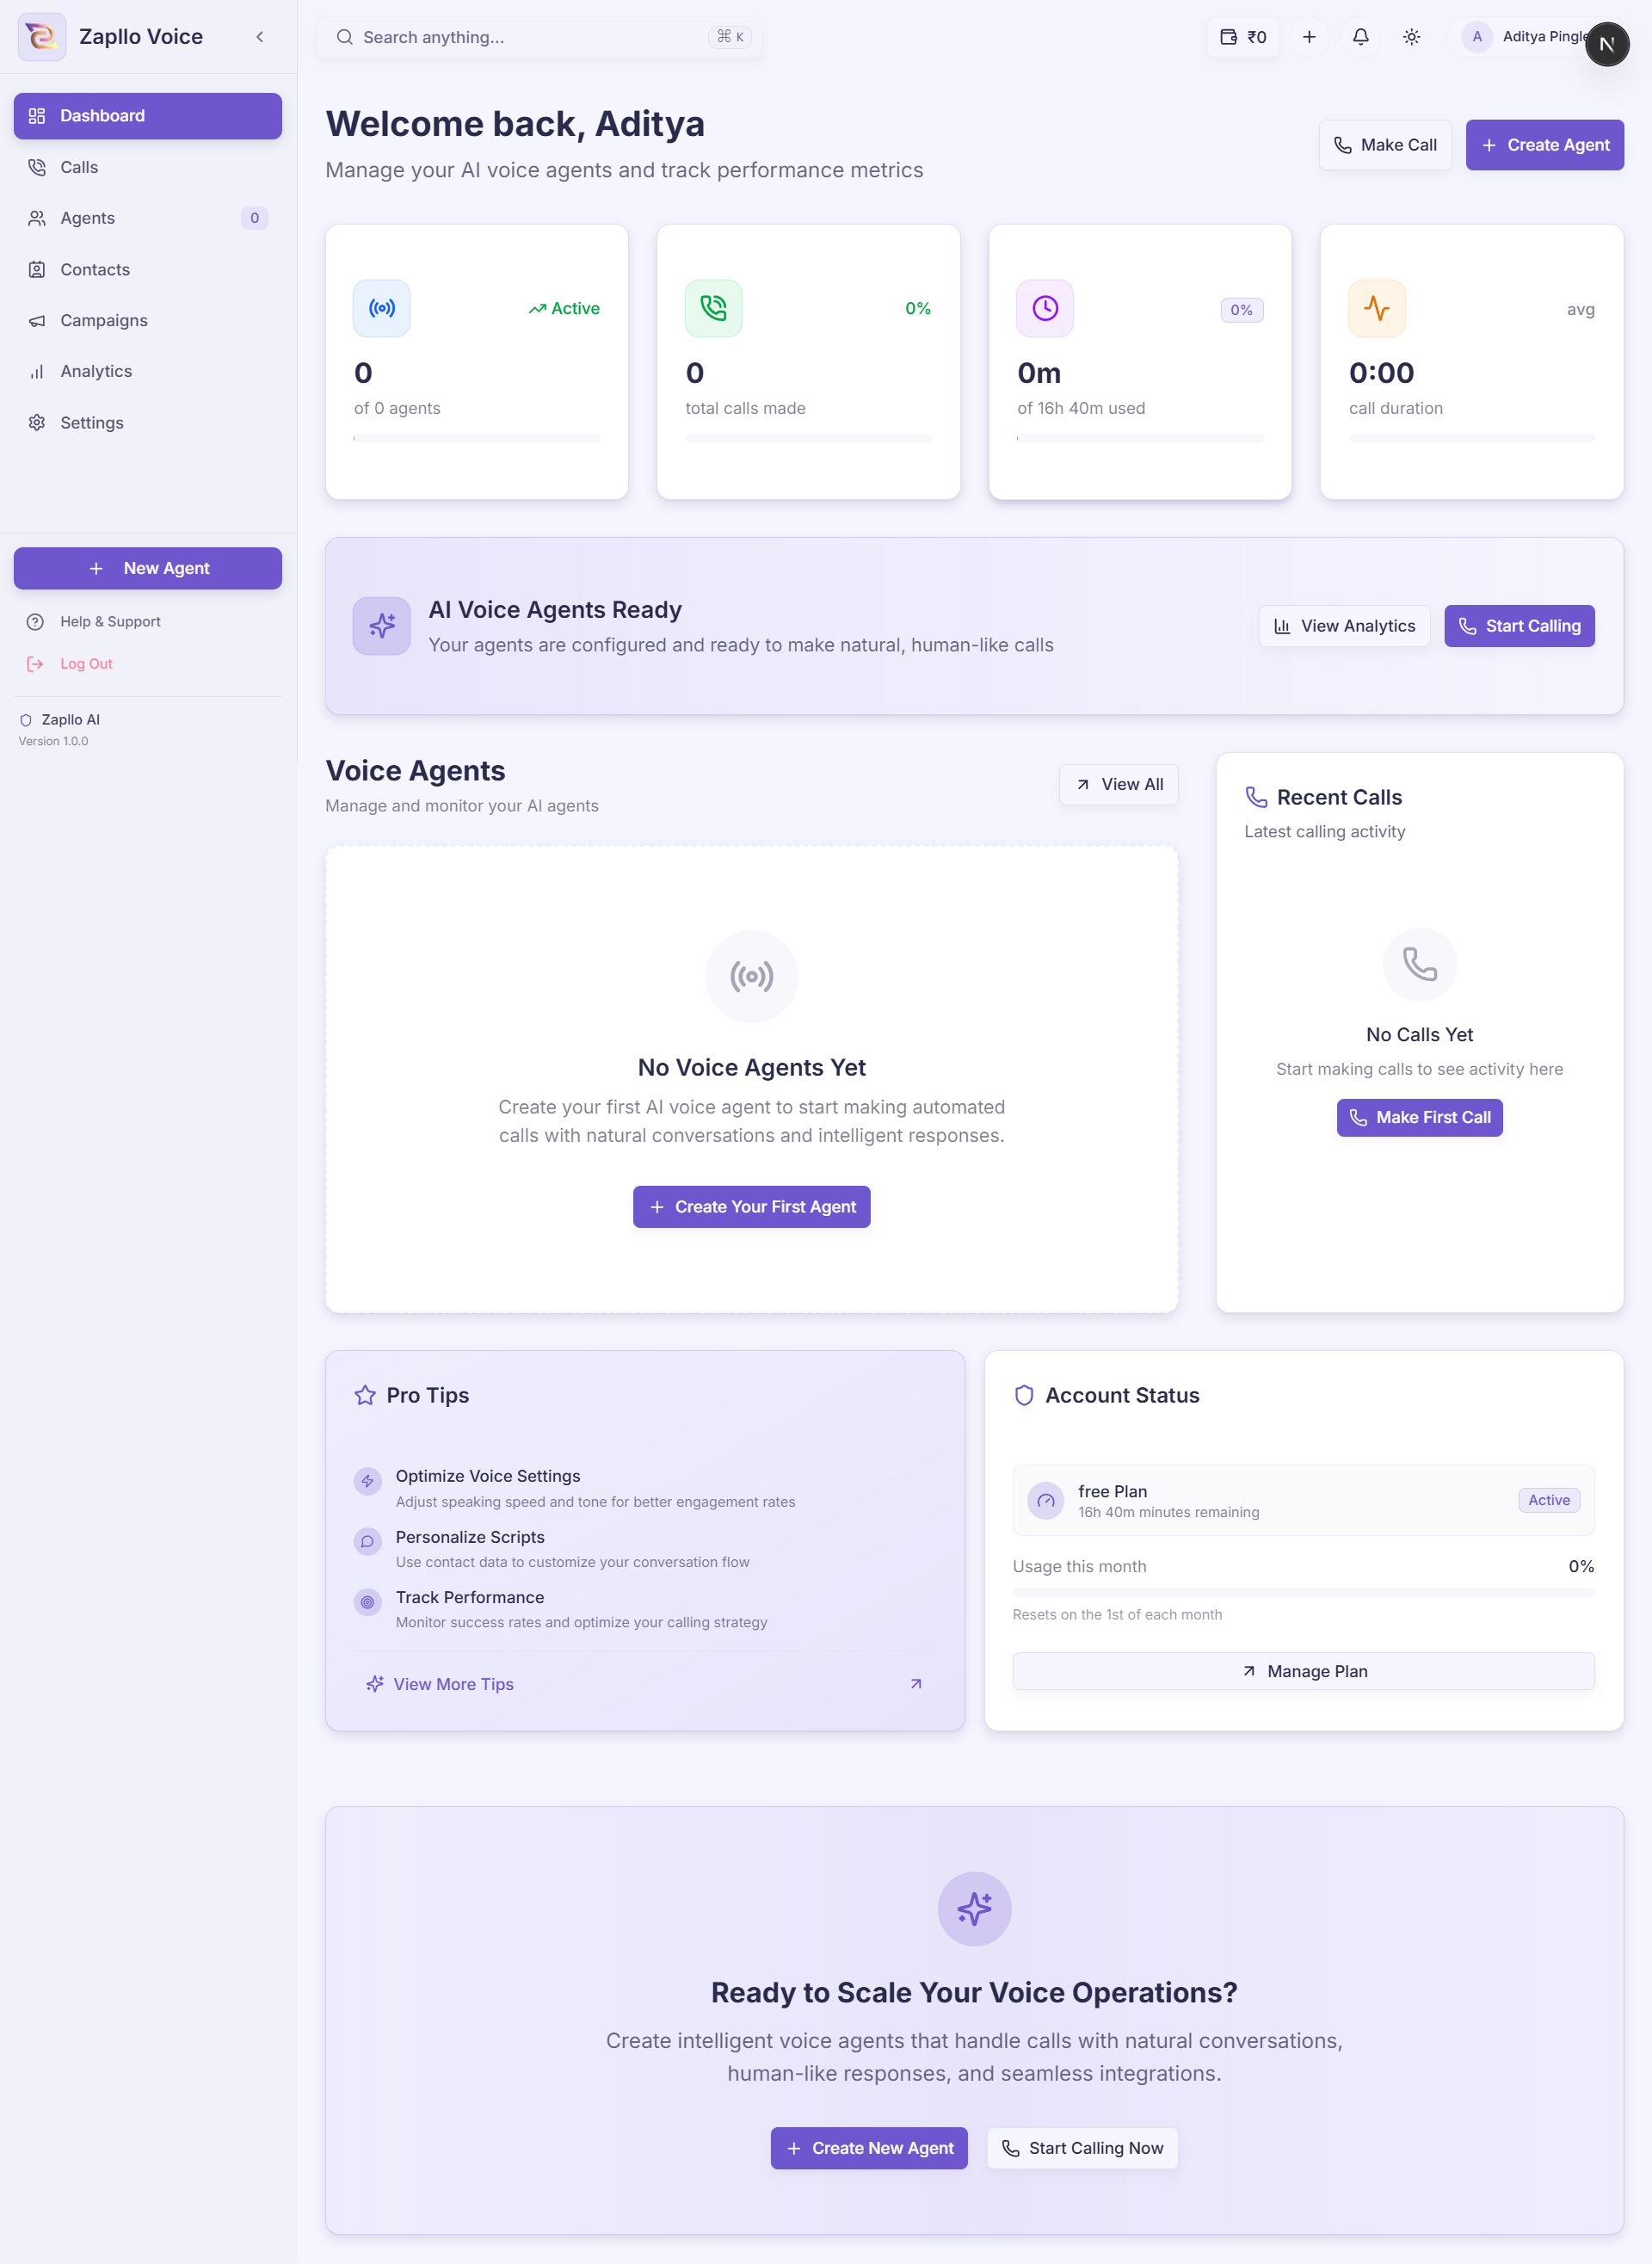 Zapllo Voice
Search anything...
⌘ K
₹0
A
Aditya Pingle
N
Dashboard
Calls
Agents
0
Contacts
Campaigns
Analytics
Settings
New Agent
Help & Support
Log Out
Zapllo AI
Version 1.0.0
Welcome back, Aditya
Manage your AI voice agents and track performance metrics
Make Call
Create Agent
Active
0
of 0 agents
0%
0
total calls made
0%
0m
of 16h 40m used
avg
0:00
call duration
AI Voice Agents Ready
Your agents are configured and ready to make natural, human-like calls
View Analytics
Start Calling
Voice Agents
Manage and monitor your AI agents
View All
No Voice Agents Yet
Create your first AI voice agent to start making automated
calls with natural conversations and intelligent responses.
Create Your First Agent
Recent Calls
Latest calling activity
No Calls Yet
Start making calls to see activity here
Make First Call
Pro Tips
Optimize Voice Settings
Adjust speaking speed and tone for better engagement rates
Personalize Scripts
Use contact data to customize your conversation flow
Track Performance
Monitor success rates and optimize your calling strategy
View More Tips
Account Status
free Plan
16h 40m minutes remaining
Active
Usage this month
0%
Resets on the 1st of each month
Manage Plan
Ready to Scale Your Voice Operations?
Create intelligent voice agents that handle calls with natural conversations,
human-like responses, and seamless integrations.
Create New Agent
Start Calling Now